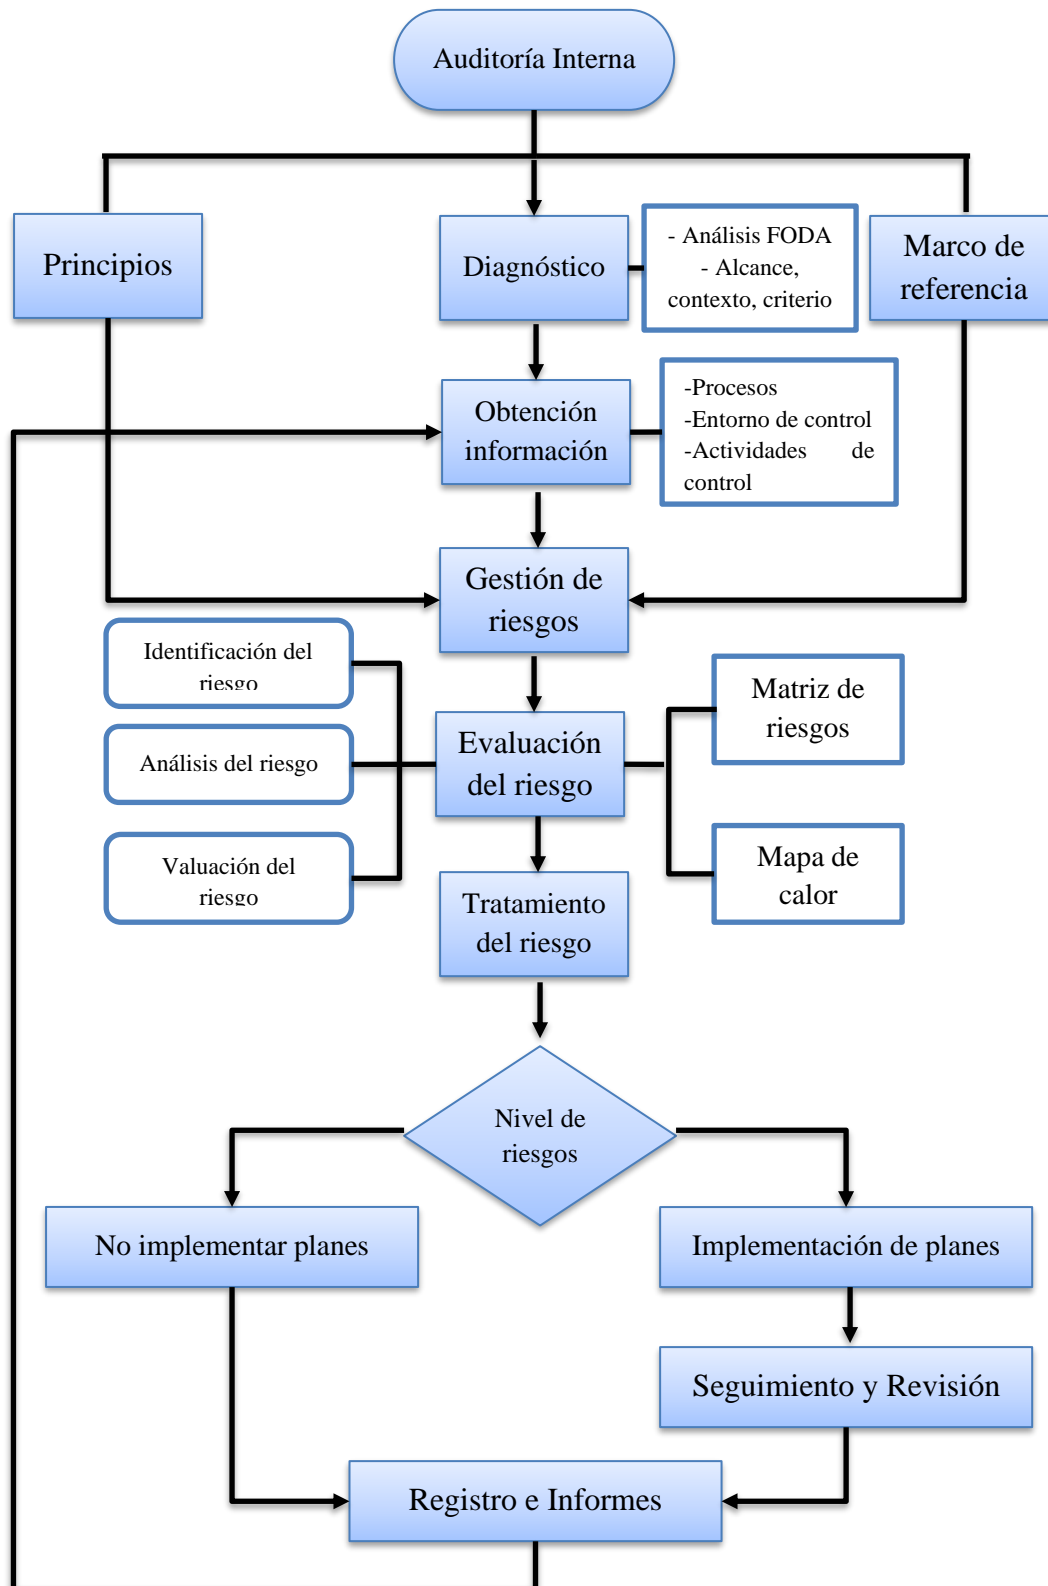 Auditoría Interna
Principios
Diagnóstico
- Análisis FODA
- Alcance,
contexto, criterio
Marco de
referencia
Obtención
información
-Procesos
-Entorno de control
-Actividades de
control
Gestión de
riesgos
Identificación del
riesgo
Análisis del riesgo
Valuación del
riesgo
Evaluación
del riesgo
Matriz de
riesgos
Mapa de
calor
Tratamiento
del riesgo
Nivel de
riesgos
No implementar planes
Implementación de planes
Seguimiento y Revisión
Registro e Informes